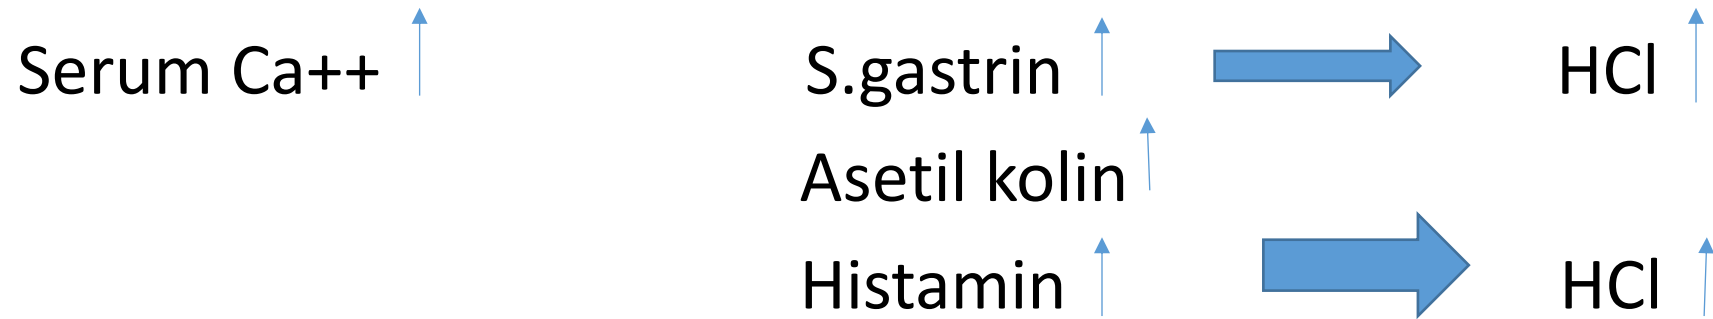 Serum Ca++ S.gastrin HCl
Asetil kolin
Histamin HCl